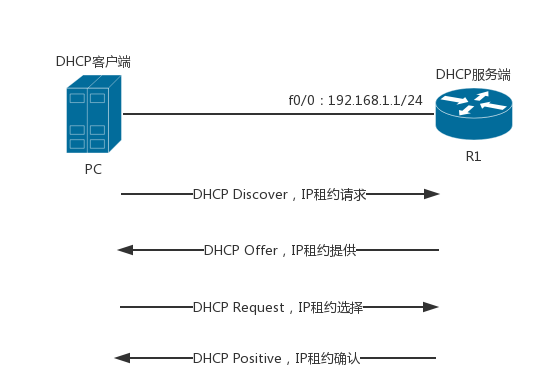 DHCP客户端
DHCP服务端
f0/0：192.168.1.1/24
PC
R1
DHCP Discover，IP租约请求
DHCP Offer，IP租约提供
DHCP Request，IP租约选择
DHCP Positive，IP租约确认